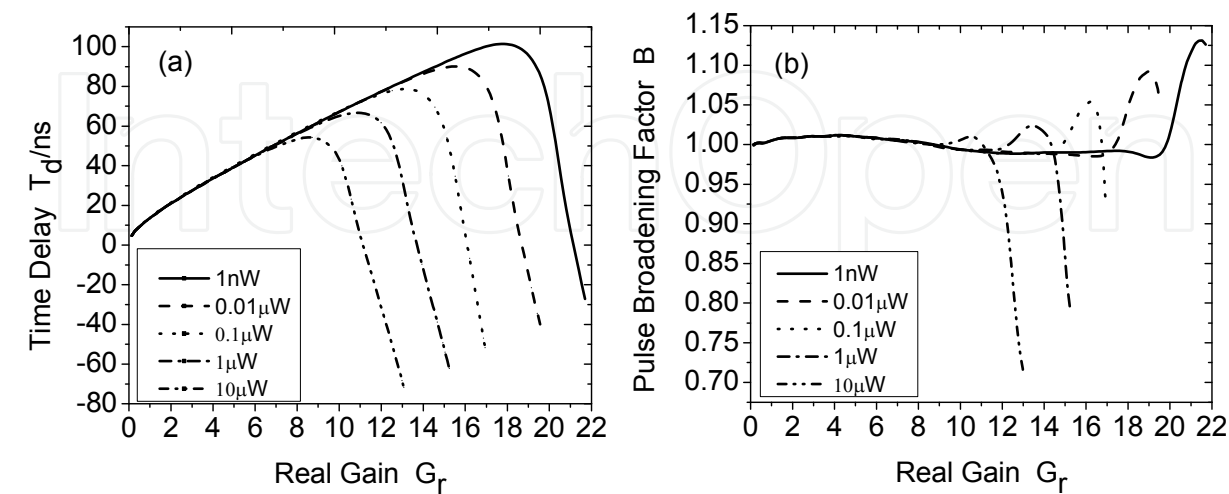 (a)
Time Delay T_d/ns
100
80
60
40
20
0
-20
-40
-60
-80
1nW
0.01μW
0.1μW
1μW
10μW
0 2 4 6 8 10 12 14 16 18 20 22
Real Gain G_r
(b)
Pulse Broadening Factor B
1.15
1.10
1.05
1.00
0.95
0.90
0.85
0.80
0.75
0.70
1nW
0.01μW
0.1μW
1μW
10μW
0 2 4 6 8 10 12 14 16 18 20 22
Real Gain G_r
IntechOpen